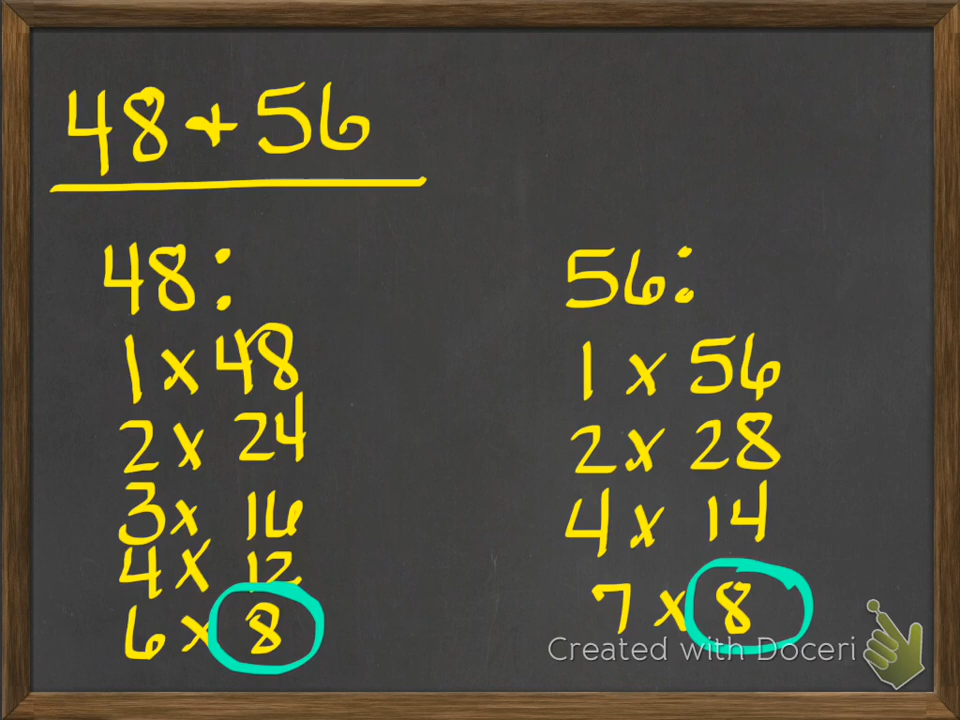 48+56
48:
1 x 48
2 x 24
3 x 16
4 x 12
6 x 8
56:
1 x 56
2 x 28
4 x 14
7 x 8
Created with Doceri